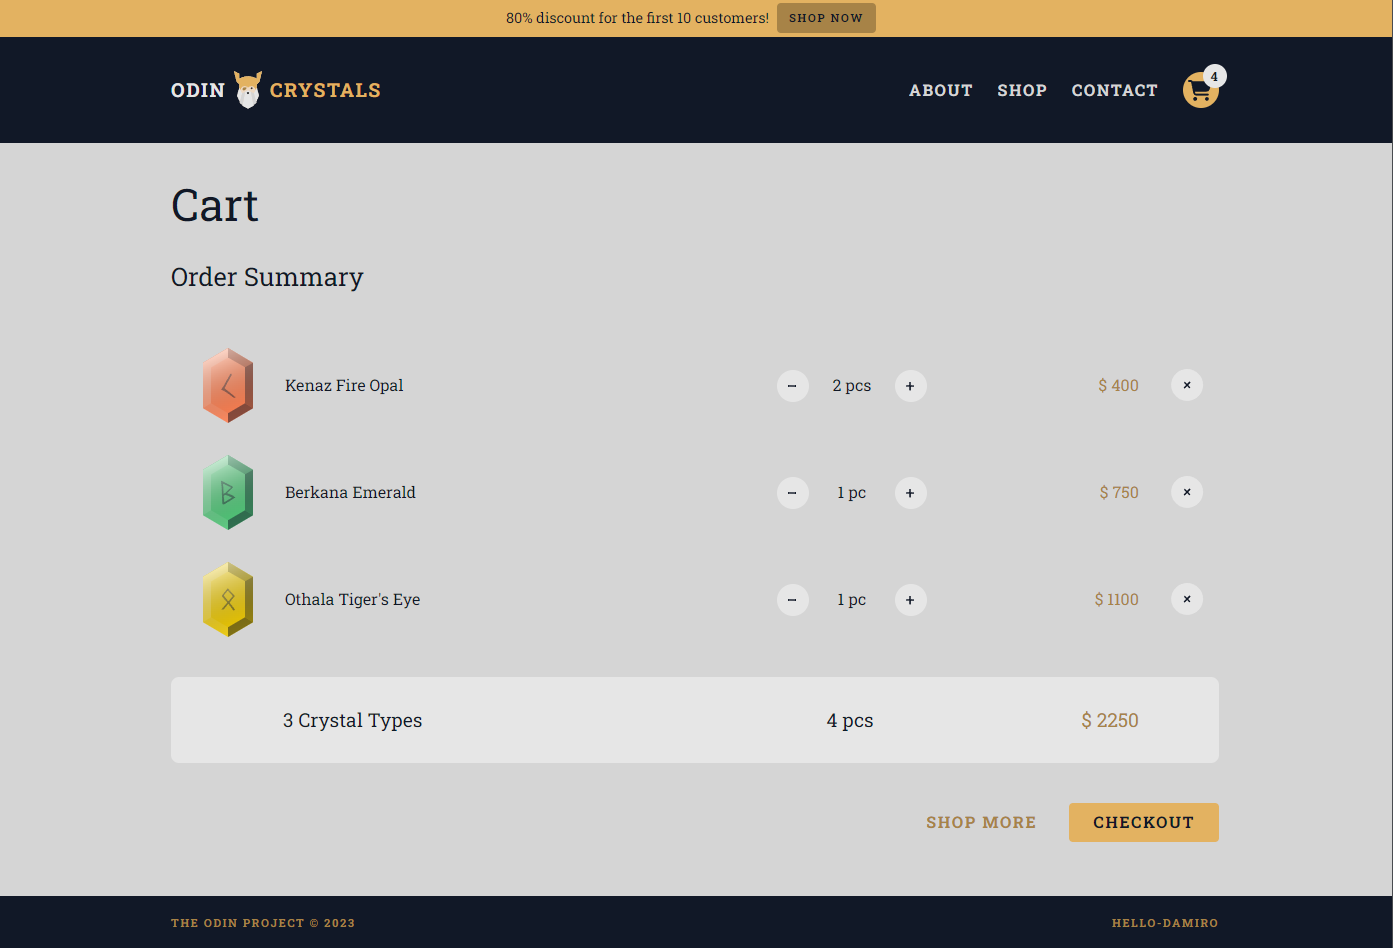 80% discount for the first 10 customers! SHOP NOW
ODIN CRYSTALS
ABOUT SHOP CONTACT 4
Cart
Order Summary
Kenaz Fire Opal − 2 pcs + $ 400 ×
Berkana Emerald − 1 pc + $ 750 ×
Othala Tiger's Eye − 1 pc + $ 1100 ×
3 Crystal Types 4 pcs $ 2250
SHOP MORE CHECKOUT
THE ODIN PROJECT © 2023 HELLO-DAMIRO